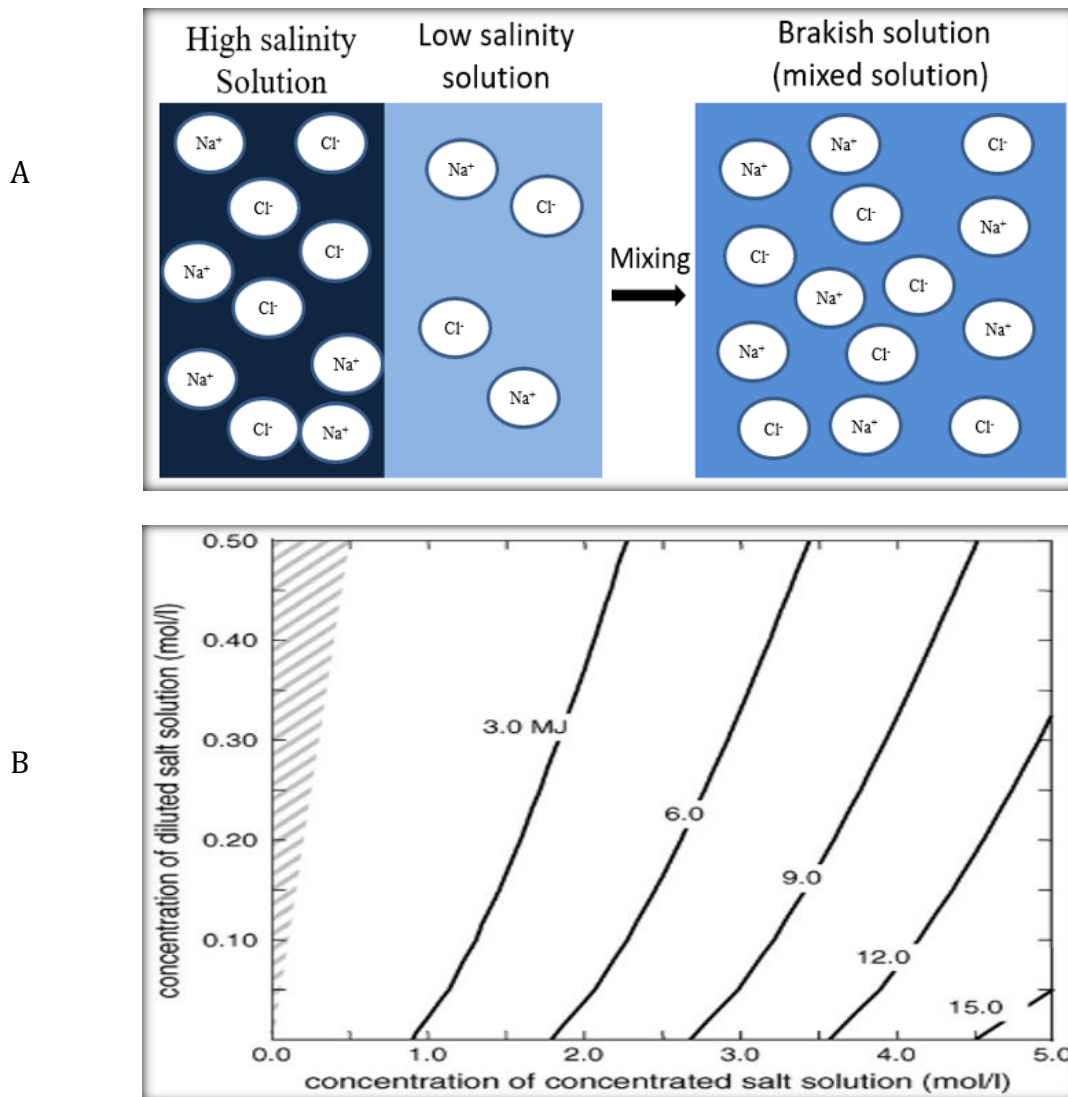 A
High salinity
Solution
Low salinity
solution
Brakish solution
(mixed solution)
Na⁺
Cl⁻
Cl⁻
Cl⁻
Na⁺
Cl⁻
Na⁺
Na⁺
Cl⁻
Na⁺
Na⁺
Cl⁻
Cl⁻
Na⁺
Mixing
Na⁺
Cl⁻
Na⁺
Cl⁻
Na⁺
Cl⁻
Cl⁻
Na⁺
Na⁺
Na⁺
Cl⁻
Cl⁻
Na⁺
Cl⁻
B
concentration of diluted salt solution (mol/l)
0.50
0.40
0.30
0.20
0.10
3.0 MJ
6.0
9.0
12.0
15.0
0.0 1.0 2.0 3.0 4.0 5.0
concentration of concentrated salt solution (mol/l)